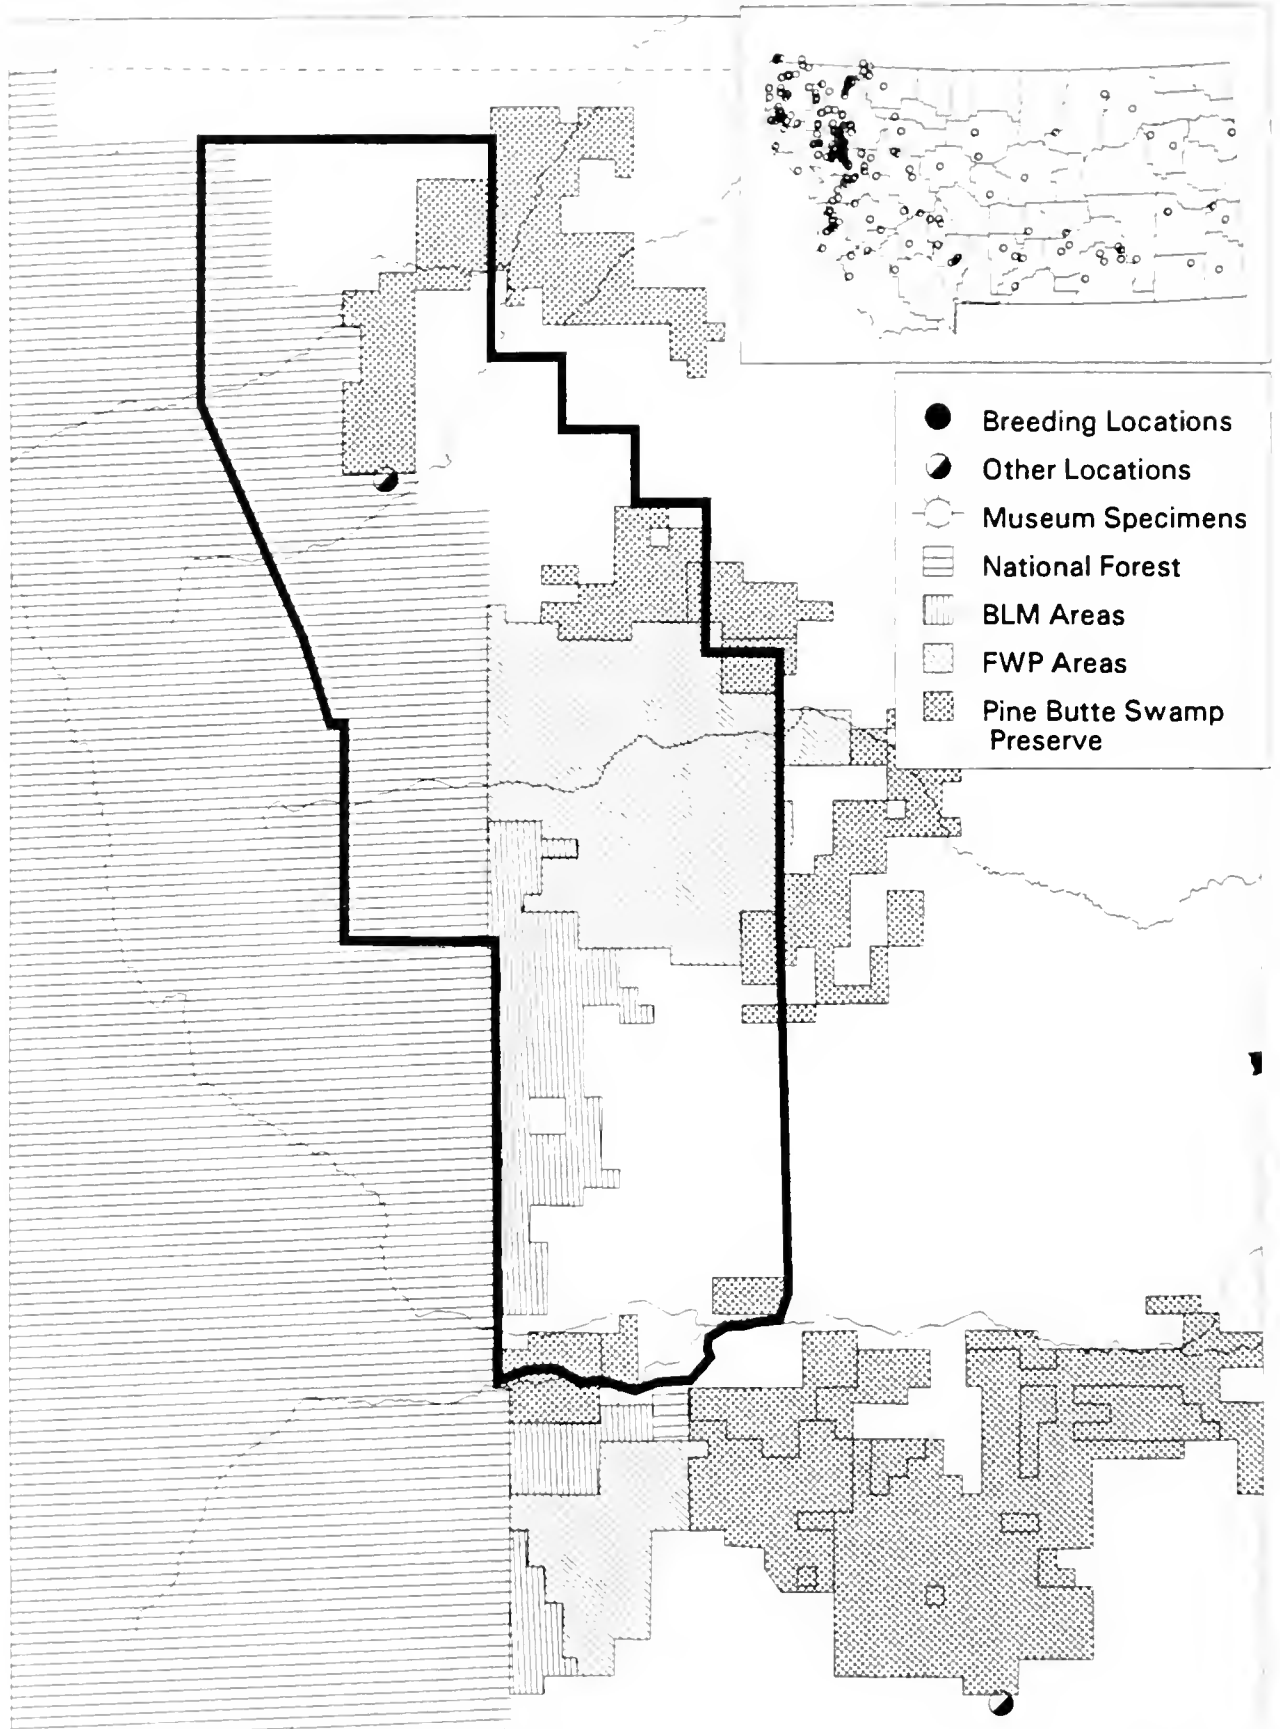 Breeding Locations
Other Locations
Museum Specimens
National Forest
BLM Areas
FWP Areas
Pine Butte Swamp
Preserve